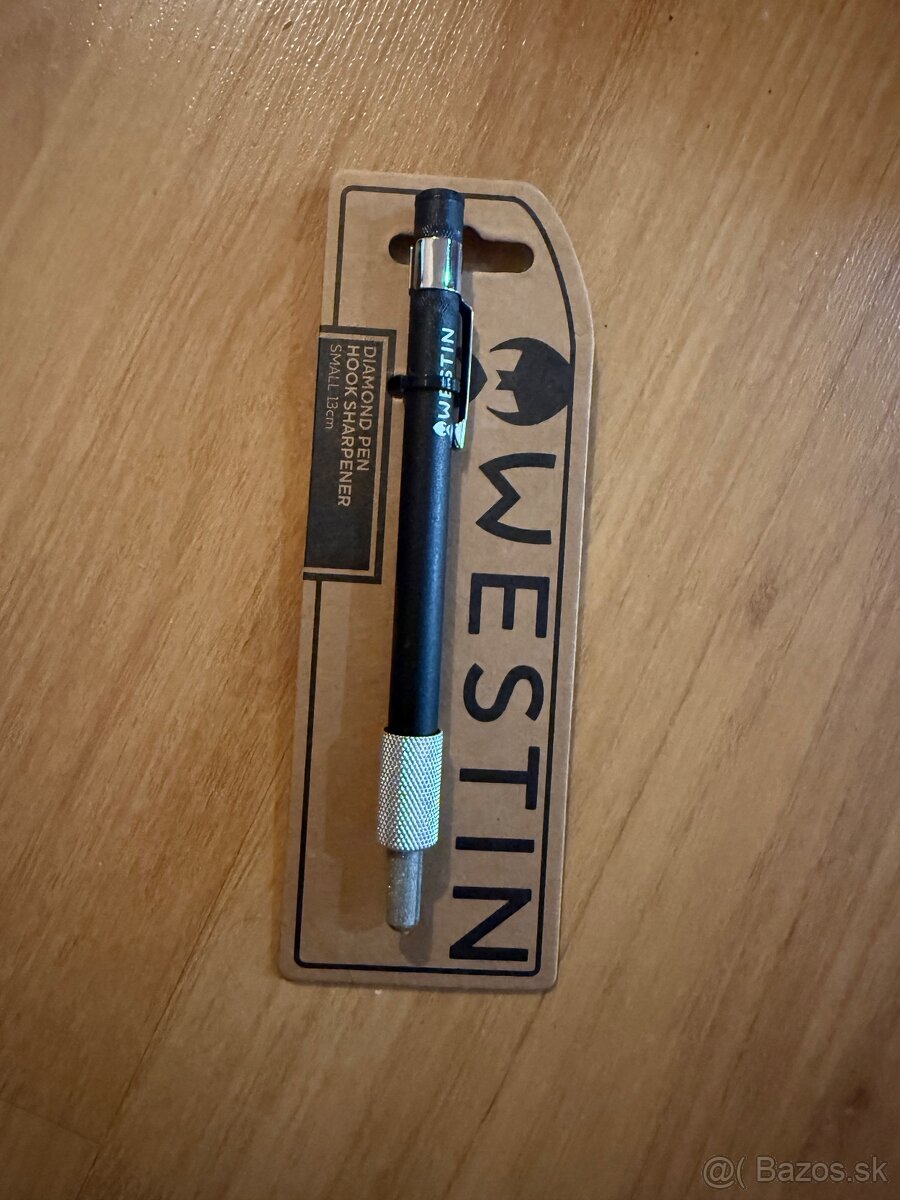 DIAMOND PEN
HOOK SHARPENER
SMALL 13cm
WESTIN
WESTIN
@( Bazos.sk